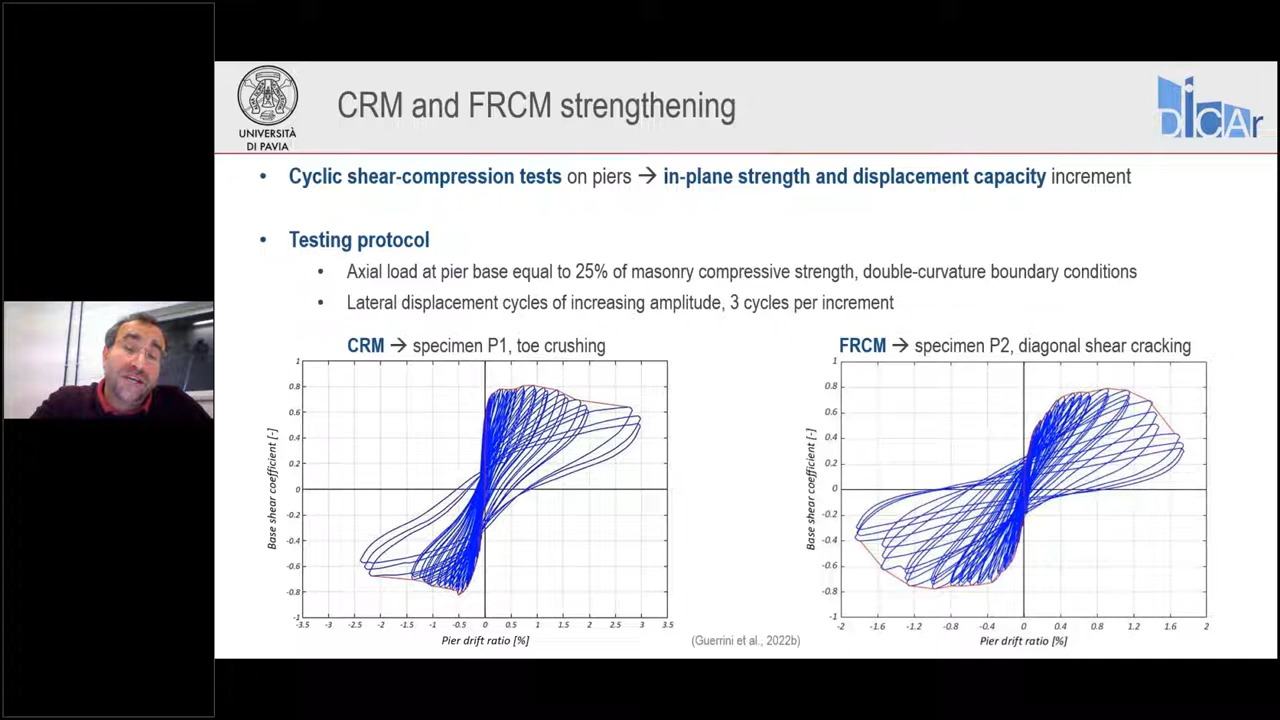 UNIVERSITÀ
DI PAVIA
CRM and FRCM strengthening
DICAr
• Cyclic shear-compression tests on piers → in-plane strength and displacement capacity increment
• Testing protocol
• Axial load at pier base equal to 25% of masonry compressive strength, double-curvature boundary conditions
• Lateral displacement cycles of increasing amplitude, 3 cycles per increment
CRM → specimen P1, toe crushing
1
0.8
0.6
0.4
0.2
0
-0.2
-0.4
-0.6
-0.8
-1
Base shear coefficient [-]
-3.5 -3 -2.5 -2 -1.5 -1 -0.5 0 0.5 1 1.5 2 2.5 3 3.5
Pier drift ratio [%]
FRCM → specimen P2, diagonal shear cracking
1
0.8
0.6
0.4
0.2
0
-0.2
-0.4
-0.6
-0.8
-1
Base shear coefficient [-]
-2 -1.6 -1.2 -0.8 -0.4 0 0.4 0.8 1.2 1.6 2
Pier drift ratio [%]
(Guerrini et al., 2022b)